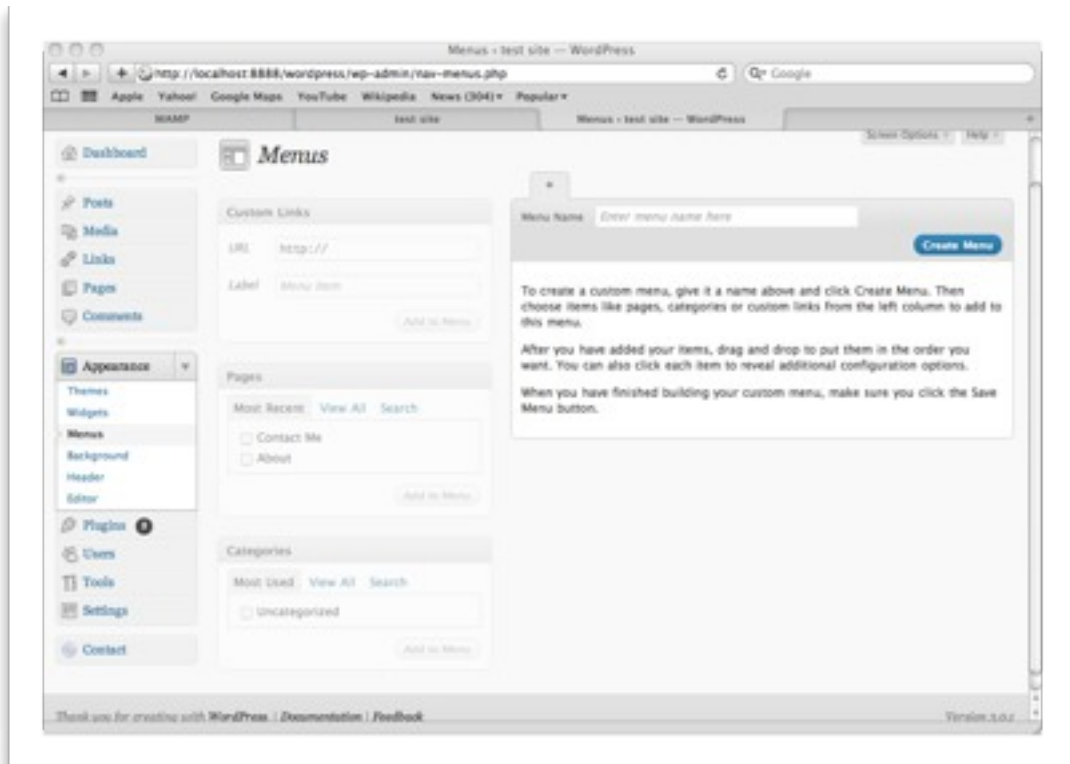 Menus ‹ test site — WordPress
http://localhost:8888/wordpress/wp-admin/nav-menus.php
Google
Apple Yahoo! Google Maps YouTube Wikipedia News (304) Popular
MAMP
test site
Menus ‹ test site — WordPress
Screen Options Help
Dashboard
Posts
Media
Links
Pages
Comments
Appearance
Themes
Widgets
Menus
Background
Header
Editor
Plugins
Users
Tools
Settings
Contact
Menus
Custom Links
URL http://
Label Menu Item
Add to Menu
Pages
Most Recent View All Search
Contact Me
About
Add to Menu
Categories
Most Used View All Search
Uncategorized
Add to Menu
+
Menu Name Enter menu name here
Create Menu
To create a custom menu, give it a name above and click Create Menu. Then
choose items like pages, categories or custom links from the left column to add to
this menu.
After you have added your items, drag and drop to put them in the order you
want. You can also click each item to reveal additional configuration options.
When you have finished building your custom menu, make sure you click the Save
Menu button.
Thank you for creating with WordPress | Documentation | Feedback
Version